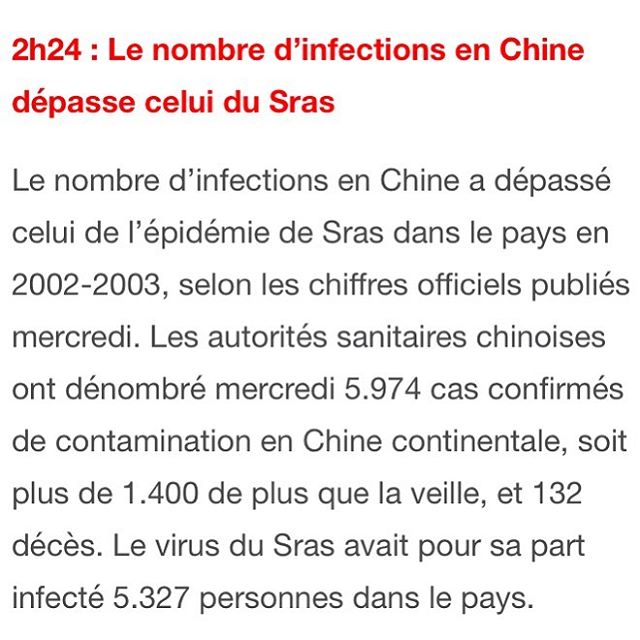 2h24 : Le nombre d’infections en Chine
dépasse celui du Sras
Le nombre d’infections en Chine a dépassé
celui de l’épidémie de Sras dans le pays en
2002-2003, selon les chiffres officiels publiés
mercredi. Les autorités sanitaires chinoises
ont dénombré mercredi 5.974 cas confirmés
de contamination en Chine continentale, soit
plus de 1.400 de plus que la veille, et 132
décès. Le virus du Sras avait pour sa part
infecté 5.327 personnes dans le pays.